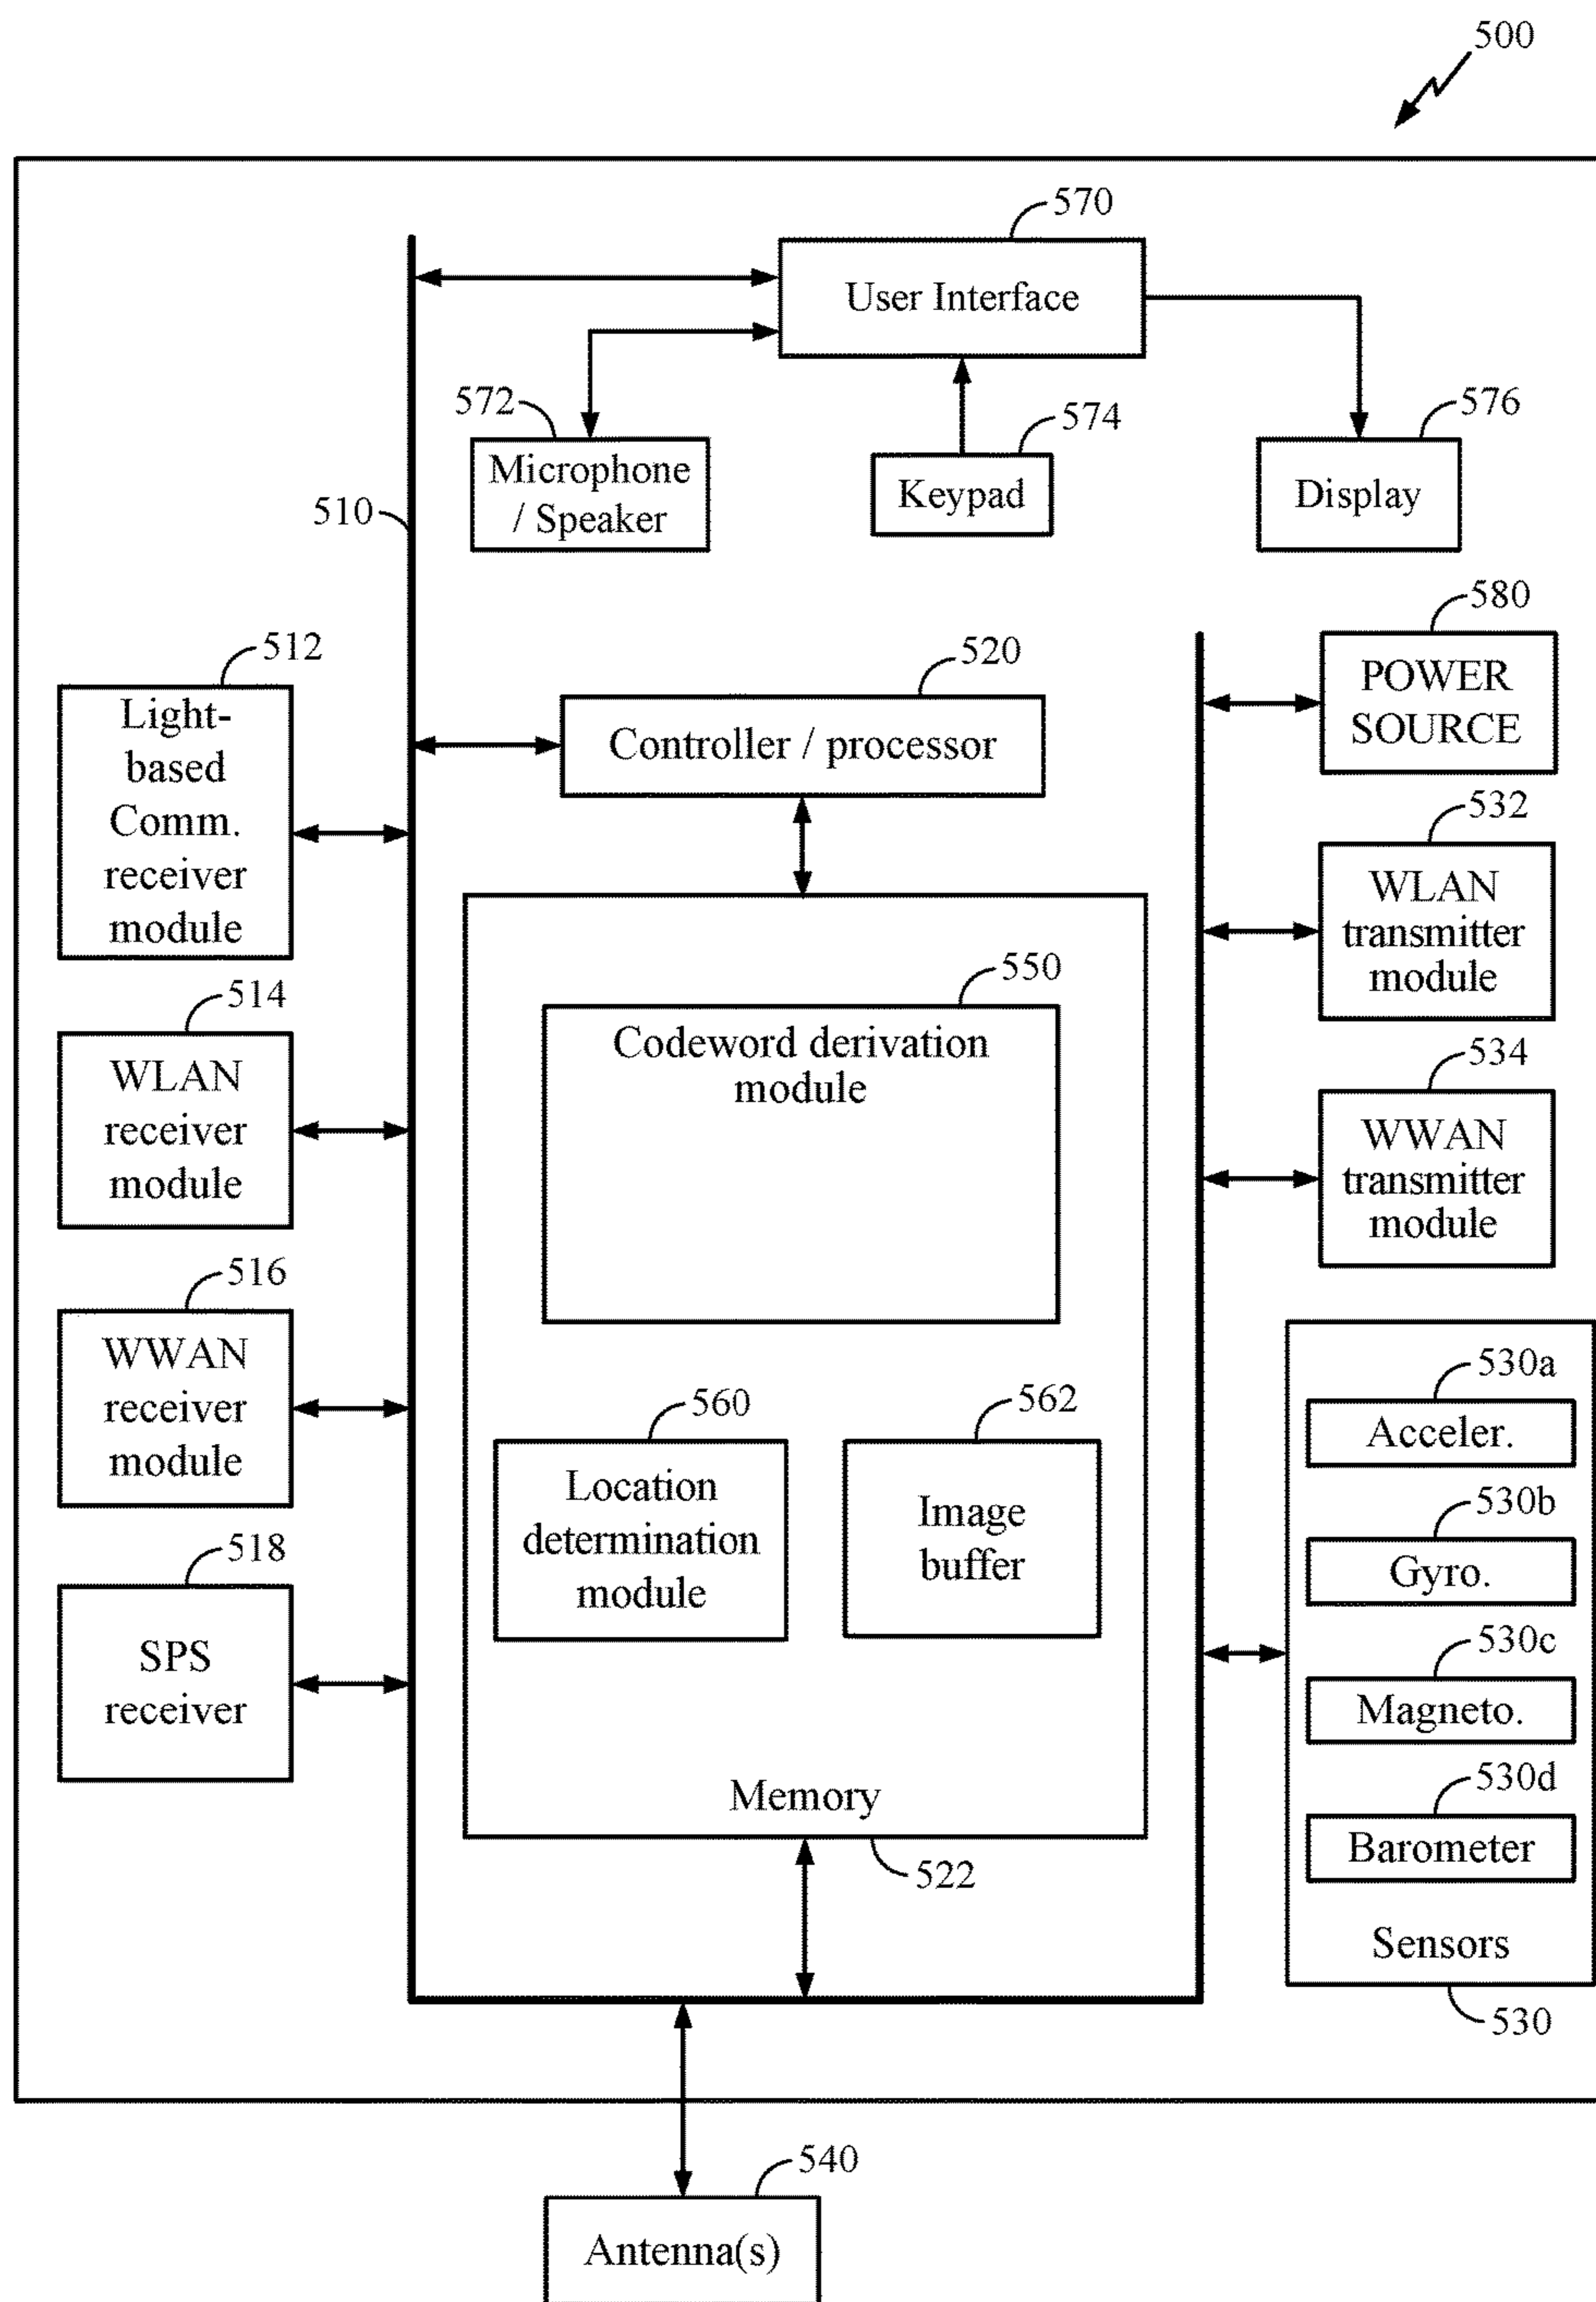 500
570
User Interface
572
Microphone
/ Speaker
574
Keypad
576
Display
510
512
Light-
based
Comm.
receiver
module
520
Controller / processor
580
POWER
SOURCE
532
WLAN
transmitter
module
514
WLAN
receiver
module
550
Codeword derivation
module
534
WWAN
transmitter
module
516
WWAN
receiver
module
560
Location
determination
module
562
Image
buffer
518
SPS
receiver
Memory
522
530a
Acceler.
530b
Gyro.
530c
Magneto.
530d
Barometer
Sensors
530
540
Antenna(s)